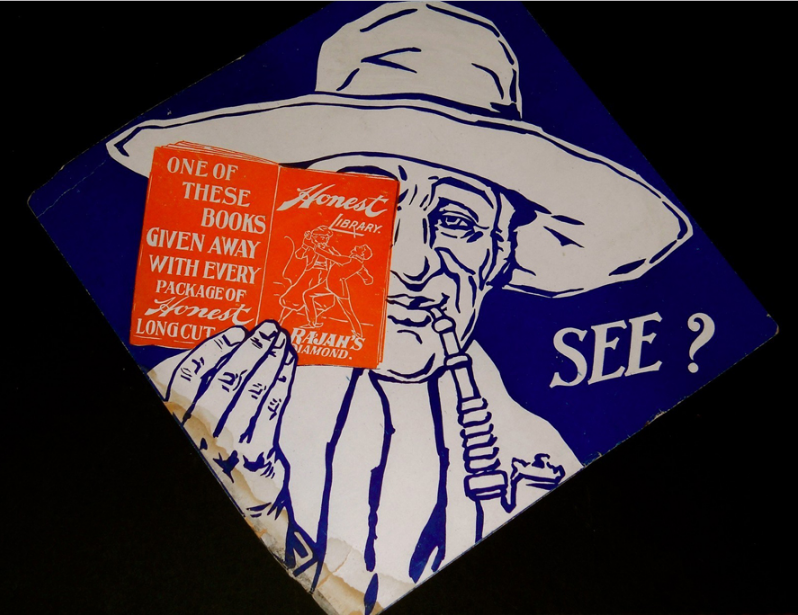 ONE OF
THESE
BOOKS
GIVEN AWAY
WITH EVERY
PACKAGE OF
Honest
LONG CUT
Honest
LIBRARY.
RAJAH'S
DIAMOND.
SEE ?